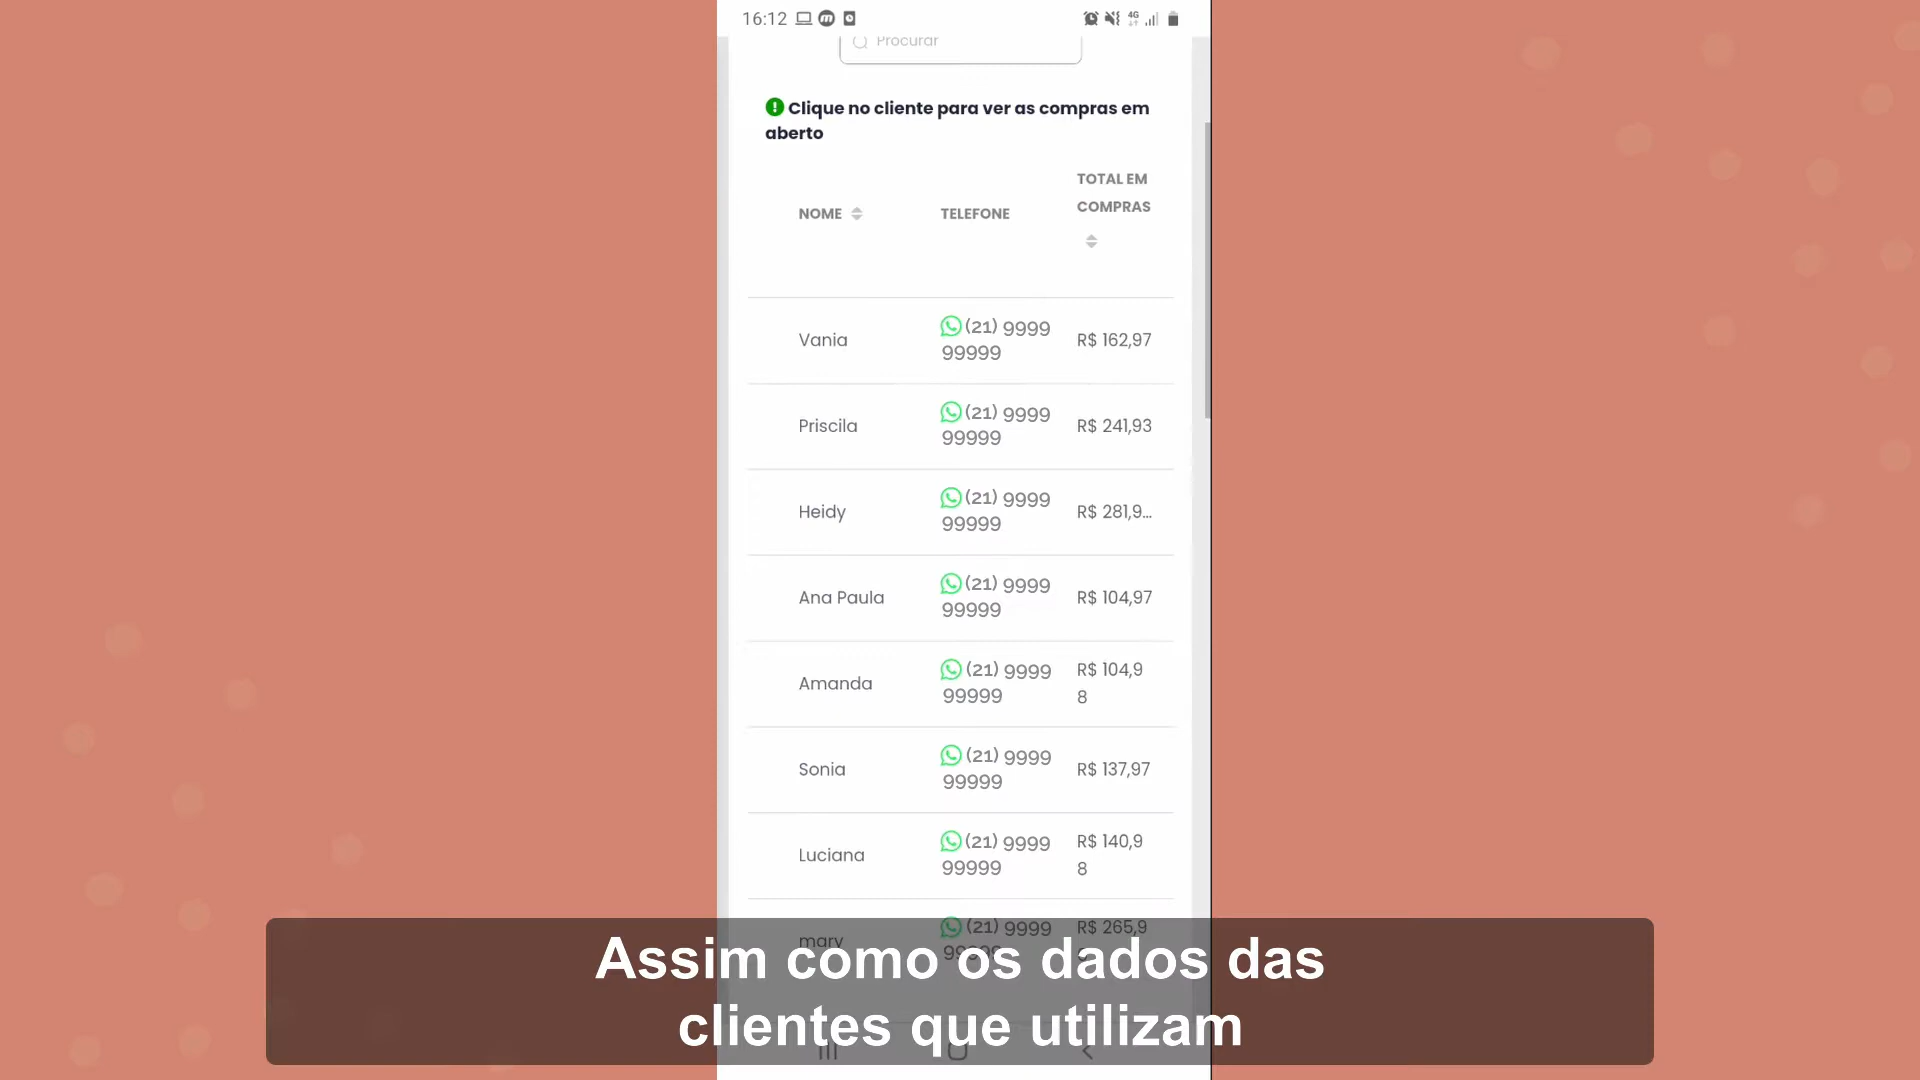 16:12
4G
Procurar
Clique no cliente para ver as compras em
aberto
NOME
TELEFONE
TOTAL EM
COMPRAS
Vania
(21) 9999
99999
R$ 162,97
Priscila
(21) 9999
99999
R$ 241,93
Heidy
(21) 9999
99999
R$ 281,9...
Ana Paula
(21) 9999
99999
R$ 104,97
Amanda
(21) 9999
99999
R$ 104,9
8
Sonia
(21) 9999
99999
R$ 137,97
Luciana
(21) 9999
99999
R$ 140,9
8
mary
(21) 9999
R$ 265,9
Assim como os dados das
clientes que utilizam